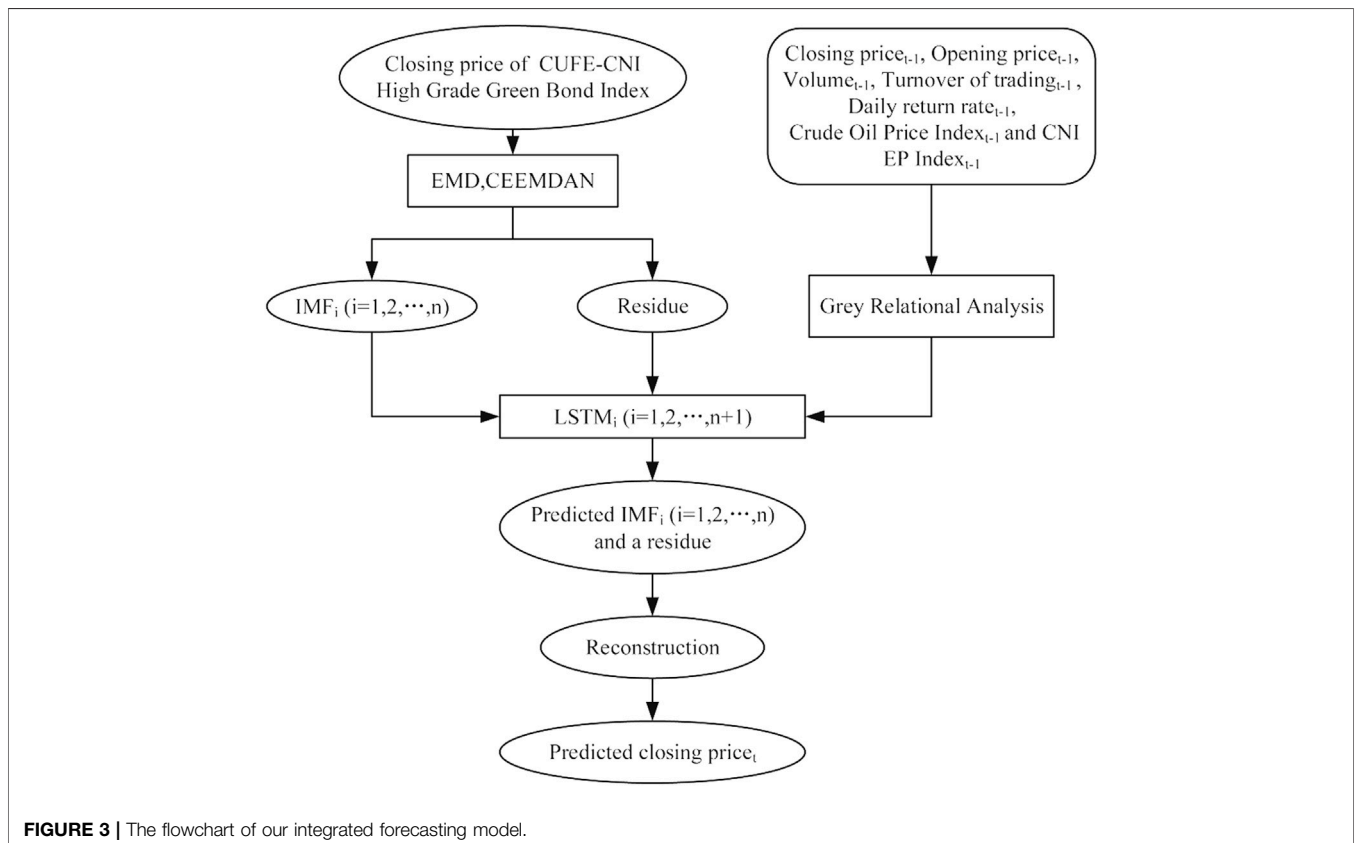 Closing price of CUFE-CNI
High Grade Green Bond Index
Closing priceₜ₋₁, Opening priceₜ₋₁,
Volumeₜ₋₁, Turnover of tradingₜ₋₁ ,
Daily return rateₜ₋₁,
Crude Oil Price Indexₜ₋₁ and CNI
EP Indexₜ₋₁
EMD,CEEMDAN
IMFᵢ (i=1,2,⋯,n)
Residue
Grey Relational Analysis
LSTMᵢ (i=1,2,⋯,n+1)
Predicted IMFᵢ (i=1,2,⋯,n)
and a residue
Reconstruction
Predicted closing priceₜ
FIGURE 3 | The flowchart of our integrated forecasting model.